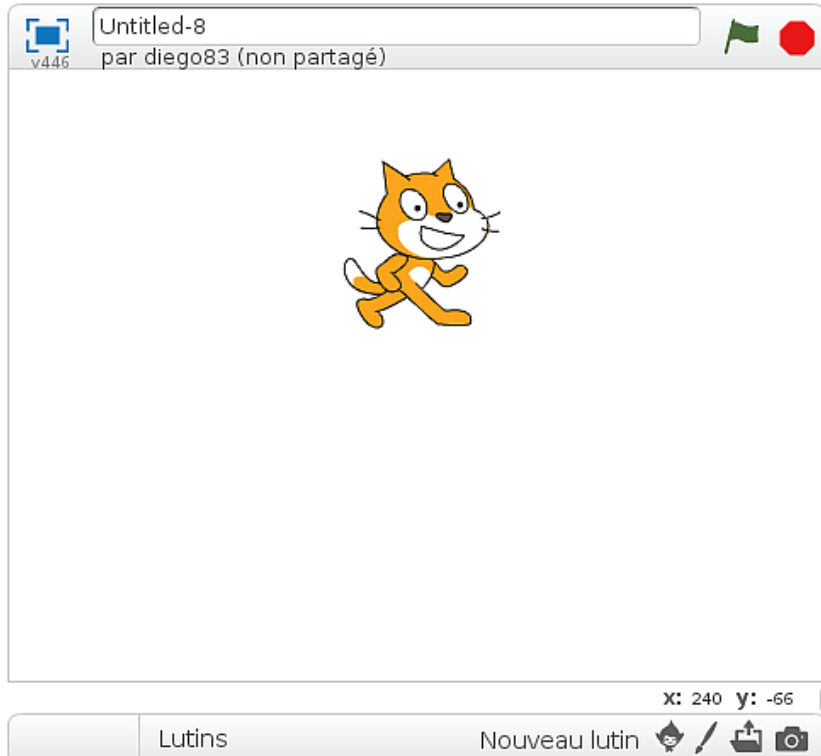 Untitled-8
v446
par diego83 (non partagé)
x: 240 y: -66
Lutins
Nouveau lutin